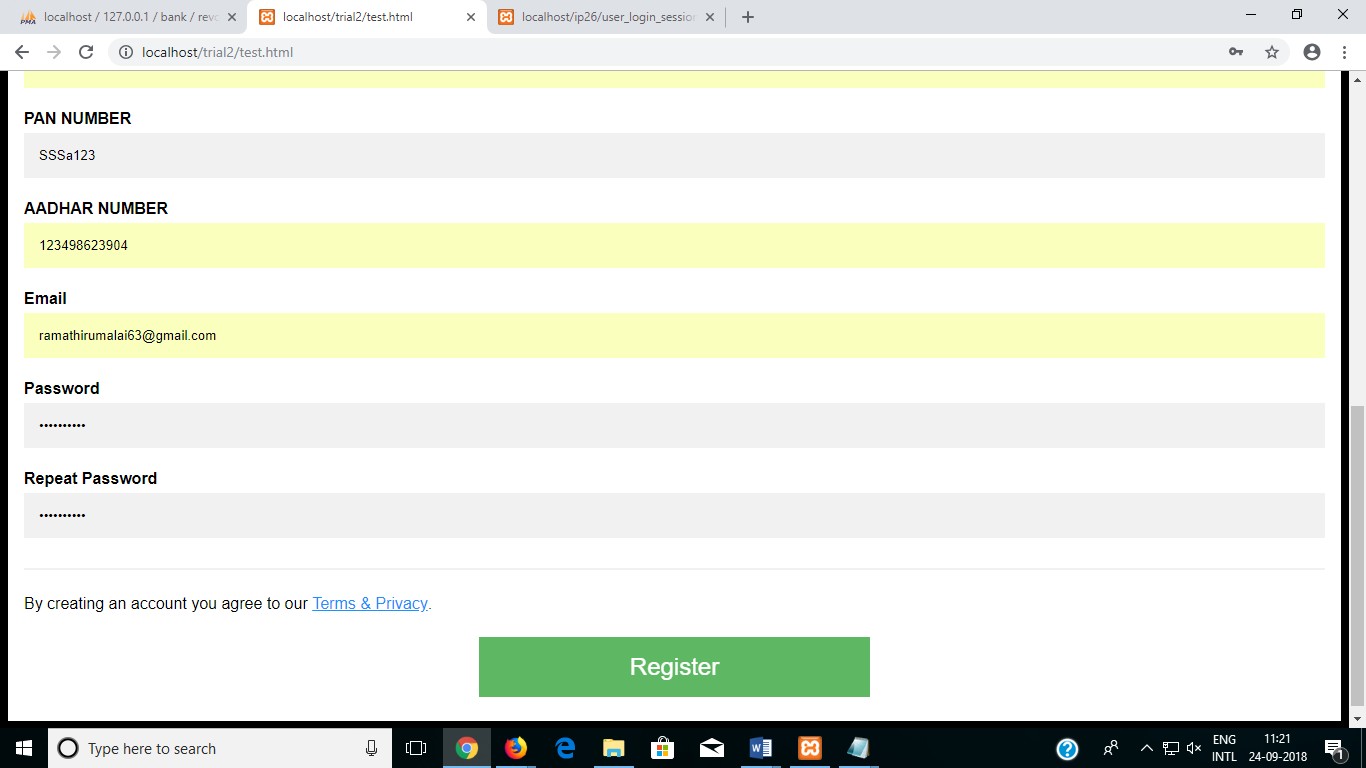 localhost / 127.0.0.1 / bank / revo
localhost/trial2/test.html
localhost/ip26/user_login_session
localhost/trial2/test.html
PAN NUMBER
SSSa123
AADHAR NUMBER
123498623904
Email
ramathirumalai63@gmail.com
Password
••••••••••
Repeat Password
••••••••••
By creating an account you agree to our Terms & Privacy.
Register
Type here to search
ENG
INTL
11:21
24-09-2018
1